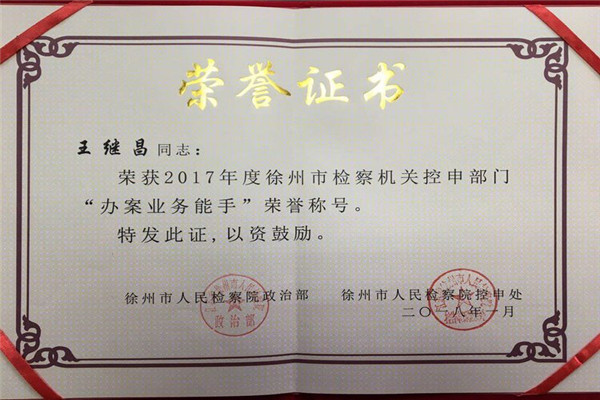 荣誉证书
王继昌同志：
荣获2017年度徐州市检察机关控申部门
“办案业务能手”荣誉称号。
特发此证，以资鼓励。
徐州市人民检察院政治部 徐州市人民检察院控申处
二〇一八年一月
政治部